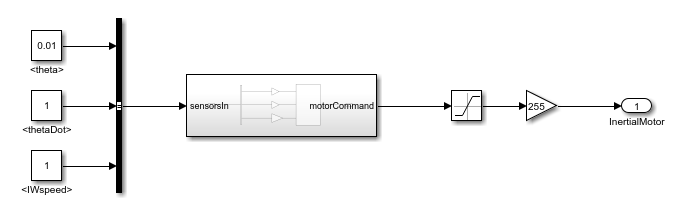 0.01
<theta>
1
<thetaDot>
1
<IWspeed>
sensorsIn
motorCommand
255
1
InertialMotor